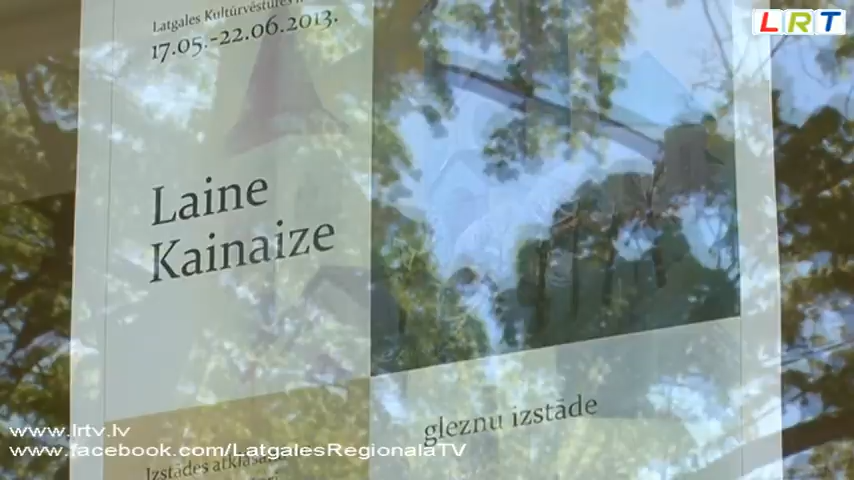 LRT
Latgales Kultūrvēstures
17.05.-22.06.2013.
Laine
Kainaize
gleznu izstāde
www.lrtv.lv
www.facebook.com/LatgalesRegionalaTV
Izstādes